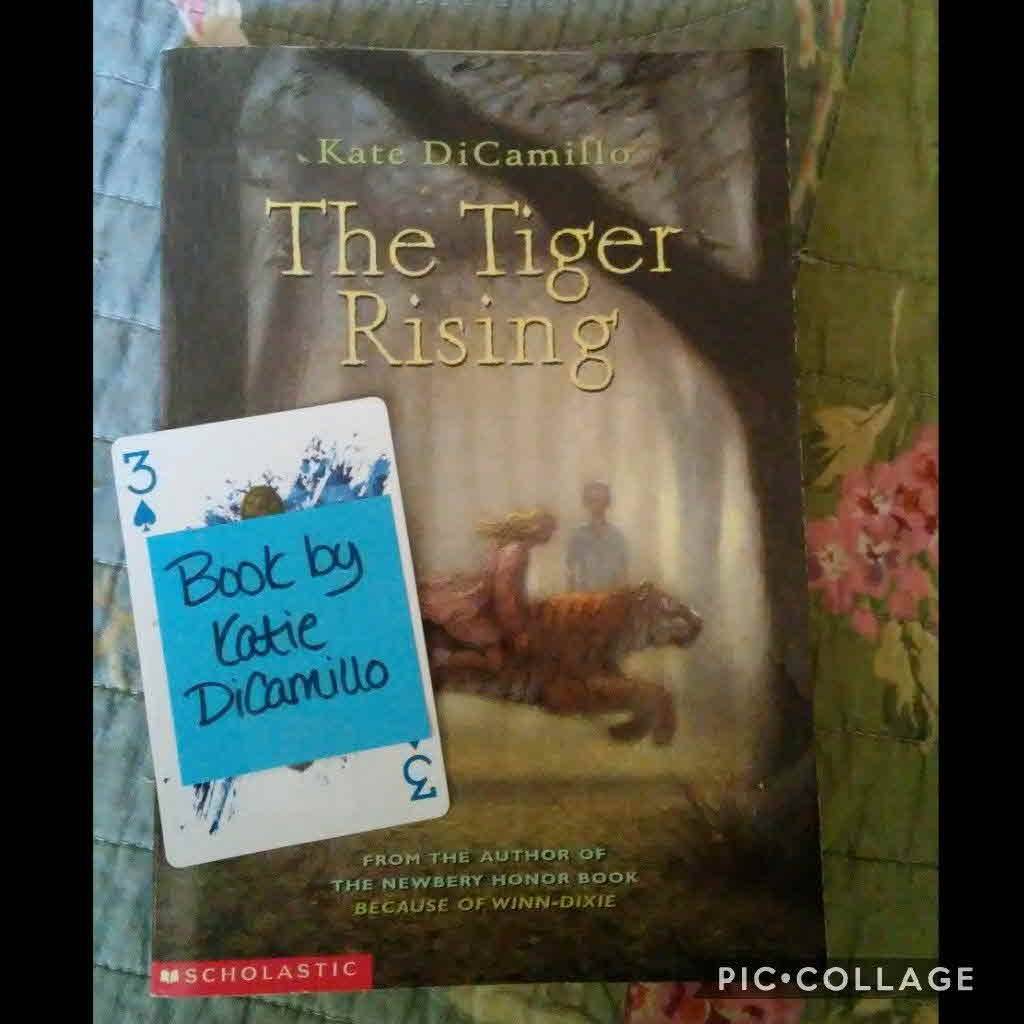 Kate DiCamillo
The Tiger
Rising
3
Book by
Katie
DiCamillo
3
FROM THE AUTHOR OF
THE NEWBERY HONOR BOOK
BECAUSE OF WINN-DIXIE
SCHOLASTIC
PIC•COLLAGE